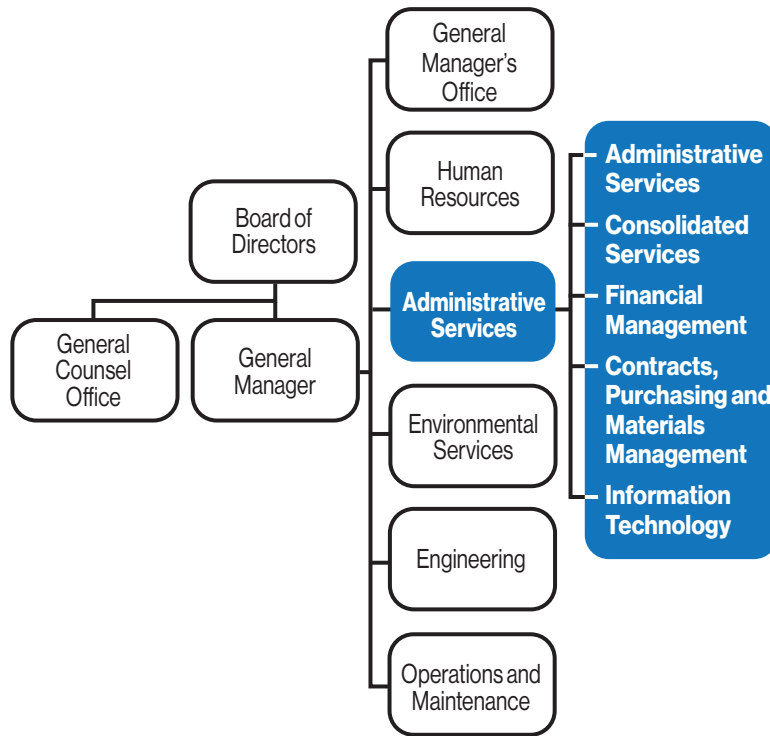 General
Manager's
Office
Human
Resources
Board of
Directors
General
Counsel
Office
General
Manager
Administrative
Services
Environmental
Services
Engineering
Operations and
Maintenance
Administrative
Services
Consolidated
Services
Financial
Management
Contracts,
Purchasing and
Materials
Management
Information
Technology